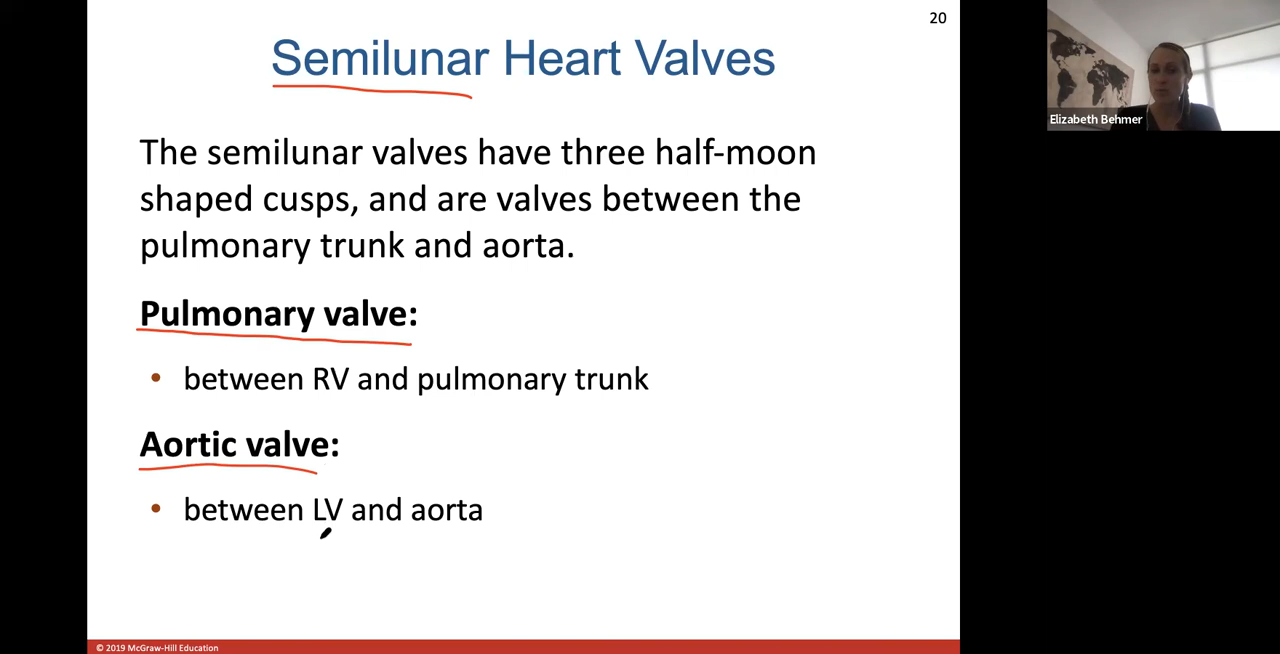 20
Semilunar Heart Valves
The semilunar valves have three half-moon
shaped cusps, and are valves between the
pulmonary trunk and aorta.
Pulmonary valve:
• between RV and pulmonary trunk
Aortic valve:
• between LV and aorta
© 2019 McGraw-Hill Education
Elizabeth Behmer